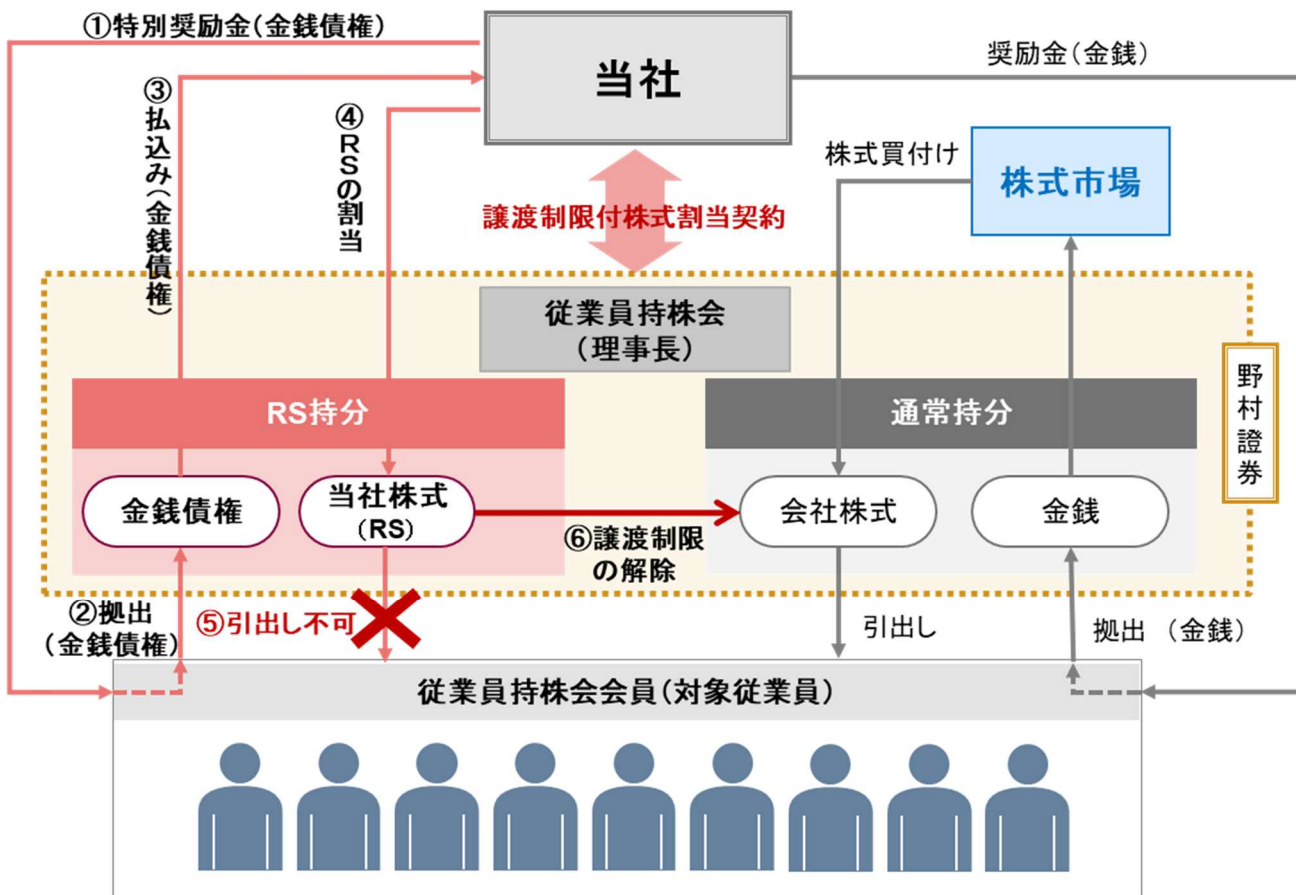 ①特別奨励金(金銭債権)
当社
奨励金(金銭)
③払込み(金銭債権)
④RSの割当
株式買付け
株式市場
譲渡制限付株式割当契約
従業員持株会
(理事長)
野村證券
RS持分
通常持分
金銭債権
当社株式
(RS)
会社株式
金銭
⑥譲渡制限
の解除
②拠出
(金銭債権)
⑤引出し不可
引出し
拠出 (金銭)
従業員持株会会員(対象従業員)